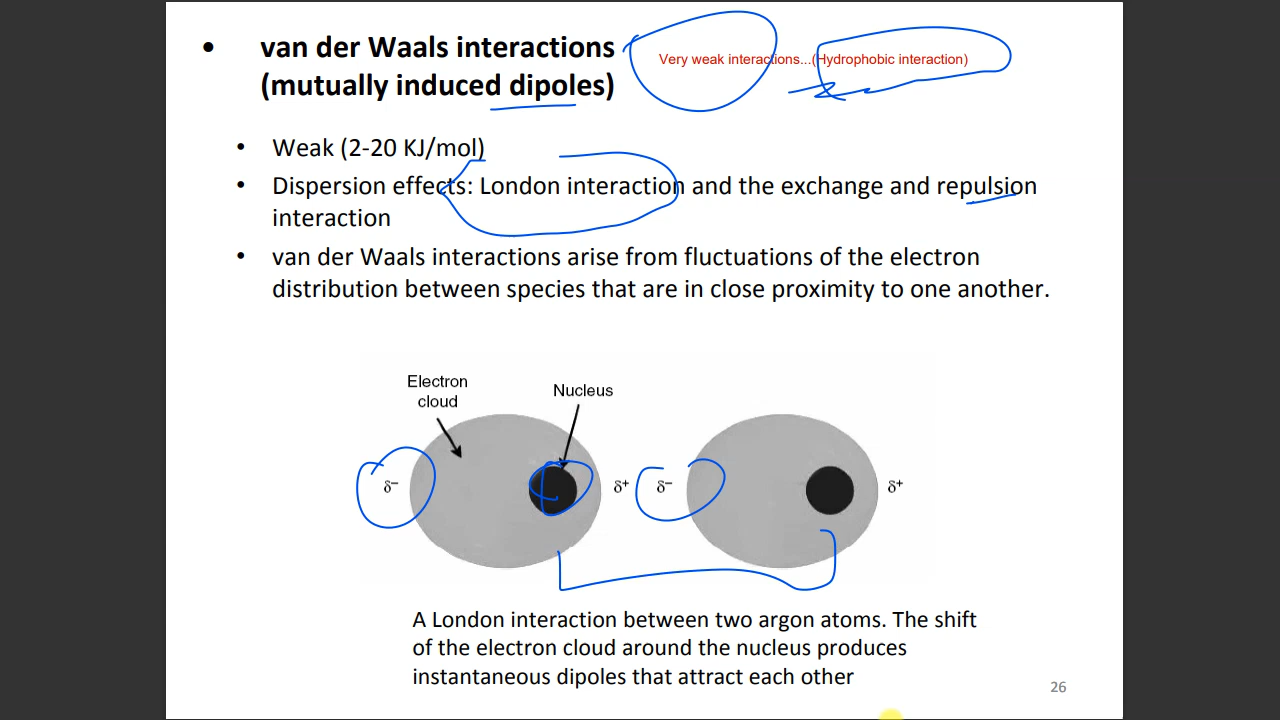 • van der Waals interactions
(mutually induced dipoles)
Very weak interactions...(Hydrophobic interaction)
• Weak (2-20 KJ/mol)
• Dispersion effects: London interaction and the exchange and repulsion
interaction
• van der Waals interactions arise from fluctuations of the electron
distribution between species that are in close proximity to one another.
Electron
cloud
Nucleus
δ− δ+ δ− δ+
A London interaction between two argon atoms. The shift
of the electron cloud around the nucleus produces
instantaneous dipoles that attract each other
26